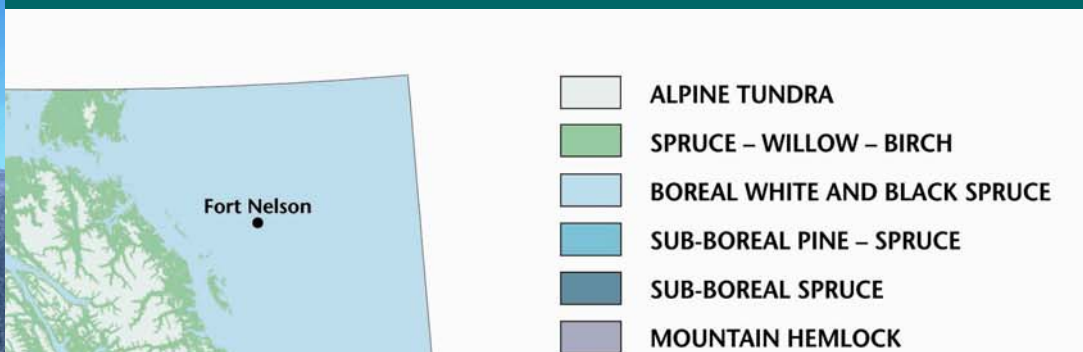 Fort Nelson
ALPINE TUNDRA
SPRUCE – WILLOW – BIRCH
BOREAL WHITE AND BLACK SPRUCE
SUB-BOREAL PINE – SPRUCE
SUB-BOREAL SPRUCE
MOUNTAIN HEMLOCK